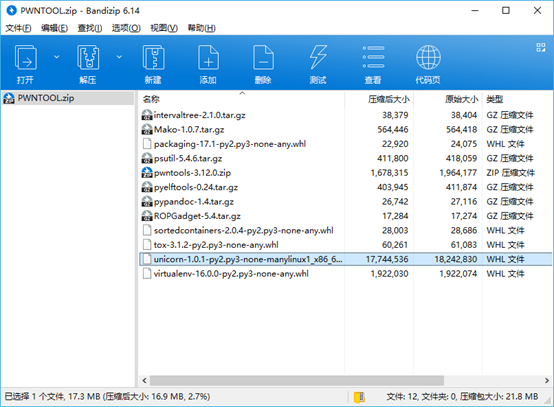 PWNTOOL.zip - Bandizip 6.14
文件(F) 编辑(E) 查找(I) 选项(O) 视图(V) 帮助(H)
打开 解压 新建 添加 删除 测试 查看 代码页
PWNTOOL.zip
名称 压缩后大小 原始大小 类型
intervaltree-2.1.0.tar.gz 38,379 38,404 GZ 压缩文件
Mako-1.0.7.tar.gz 564,446 564,418 GZ 压缩文件
packaging-17.1-py2.py3-none-any.whl 22,920 24,075 WHL 文件
psutil-5.4.6.tar.gz 411,800 418,059 GZ 压缩文件
pwntools-3.12.0.zip 1,678,315 1,964,177 ZIP 压缩文件
pyelftools-0.24.tar.gz 403,945 411,874 GZ 压缩文件
pypandoc-1.4.tar.gz 26,742 27,116 GZ 压缩文件
ROPGadget-5.4.tar.gz 17,284 17,274 GZ 压缩文件
sortedcontainers-2.0.4-py2.py3-none-any.whl 28,003 28,686 WHL 文件
tox-3.1.2-py2.py3-none-any.whl 60,261 61,083 WHL 文件
unicorn-1.0.1-py2.py3-none-manylinux1_x86_6... 17,744,536 18,242,830 WHL 文件
virtualenv-16.0.0-py2.py3-none-any.whl 1,922,030 1,922,074 WHL 文件
已选择 1 个文件, 17.3 MB (压缩后大小: 16.9 MB, 2.7%) 文件: 12, 文件夹: 0, 压缩包大小: 21.8 MB